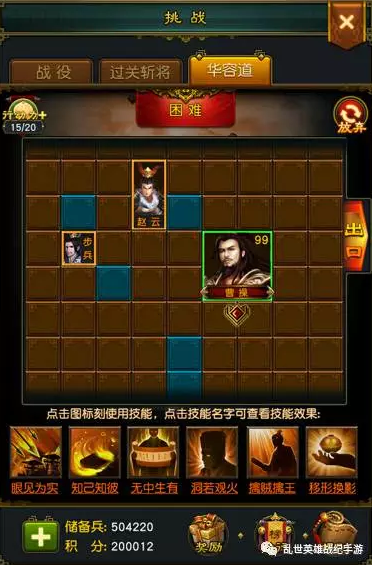 挑战
战役 过关斩将 华容道
行动力
15/20
困难
放弃
赵云
步兵
99
曹操
出口
点击图标刻使用技能，点击技能名字可查看技能效果:
眼见为实 知己知彼 无中生有 洞若观火 擒贼擒王 移形换影
储备兵: 504220
积 分: 200012
奖励
乱世英雄战纪手游